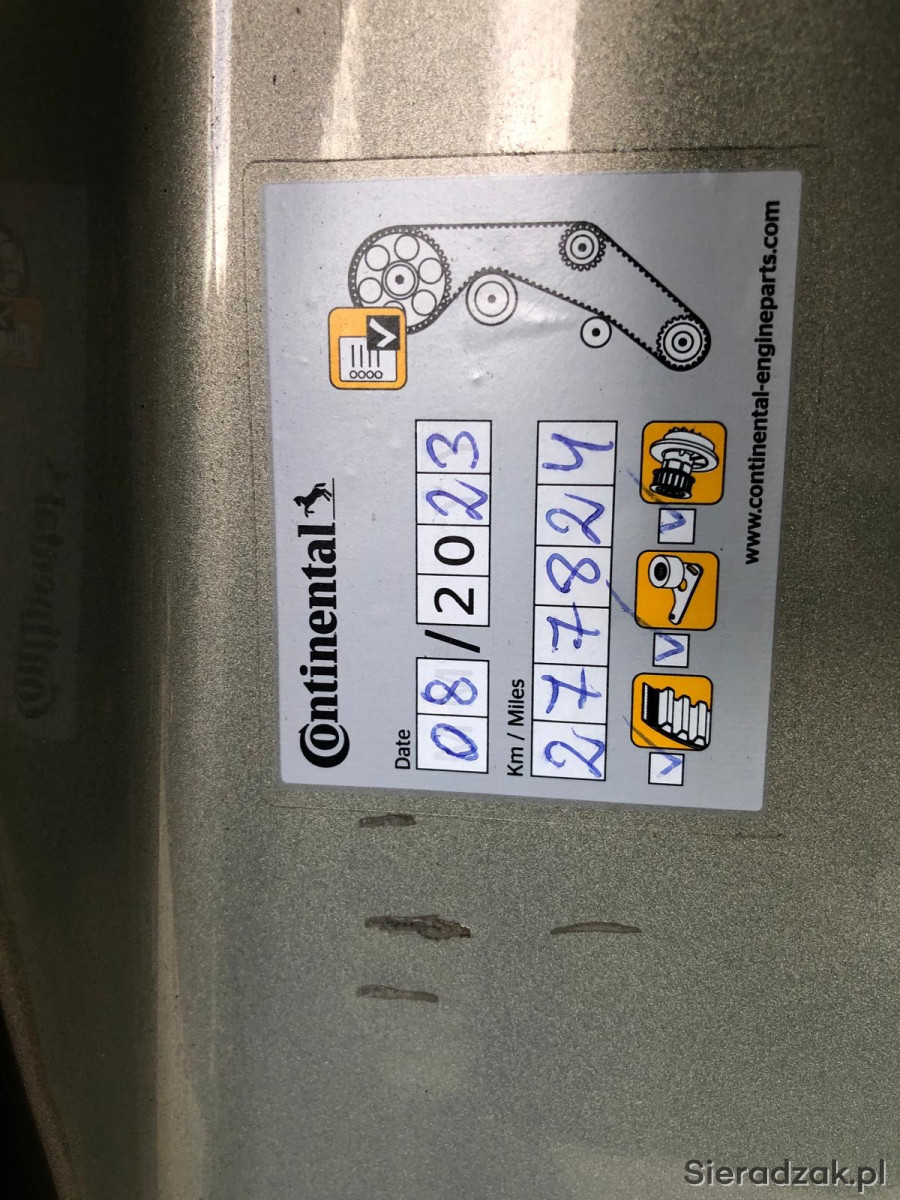 Continental
Date
08/2023
Km / Miles
277824
www.continental-engineparts.com
Sieradzak.pl